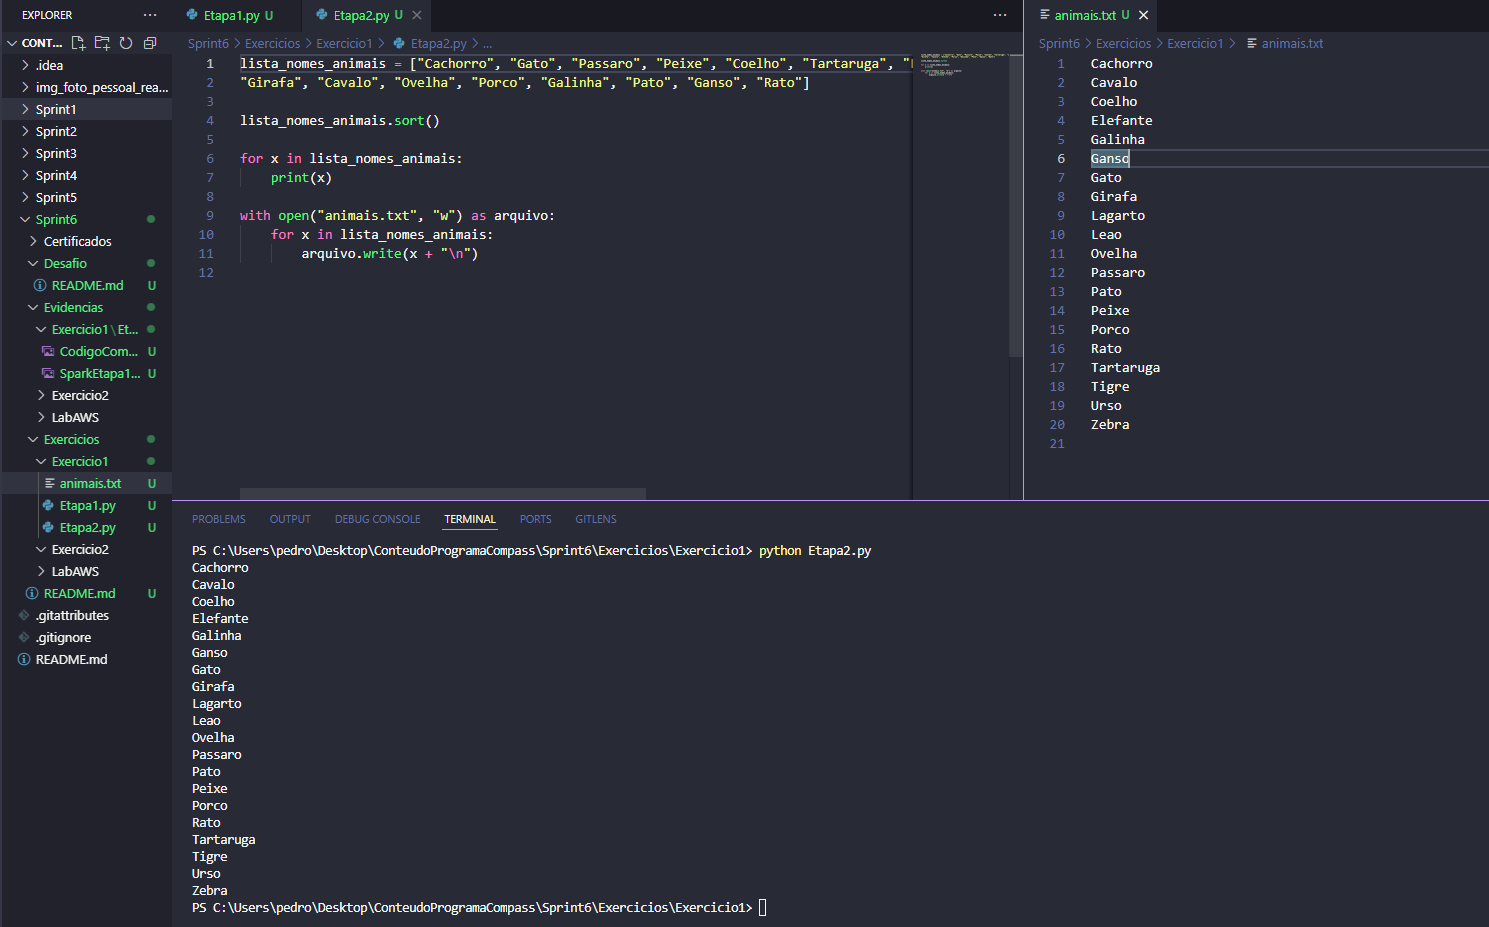 EXPLORER
CONT...
.idea
img_foto_pessoal_rea...
Sprint1
Sprint2
Sprint3
Sprint4
Sprint5
Sprint6
Certificados
Desafio
README.md U
Evidencias
Exercicio1 \ Et...
CodigoCom... U
SparkEtapa1... U
Exercicio2
LabAWS
Exercicios
Exercicio1
animais.txt U
Etapa1.py U
Etapa2.py U
Exercicio2
LabAWS
README.md U
.gitattributes
.gitignore
README.md
Etapa1.py U
Etapa2.py U
Sprint6 > Exercicios > Exercicio1 > Etapa2.py > ...
1 lista_nomes_animais = ["Cachorro", "Gato", "Passaro", "Peixe", "Coelho", "Tartaruga", "
2 "Girafa", "Cavalo", "Ovelha", "Porco", "Galinha", "Pato", "Ganso", "Rato"]
3
4 lista_nomes_animais.sort()
5
6 for x in lista_nomes_animais:
7     print(x)
8
9 with open("animais.txt", "w") as arquivo:
10     for x in lista_nomes_animais:
11         arquivo.write(x + "\n")
12
animais.txt U
Sprint6 > Exercicios > Exercicio1 > animais.txt
1 Cachorro
2 Cavalo
3 Coelho
4 Elefante
5 Galinha
6 Ganso
7 Gato
8 Girafa
9 Lagarto
10 Leao
11 Ovelha
12 Passaro
13 Pato
14 Peixe
15 Porco
16 Rato
17 Tartaruga
18 Tigre
19 Urso
20 Zebra
21
PROBLEMS OUTPUT DEBUG CONSOLE TERMINAL PORTS GITLENS
PS C:\Users\pedro\Desktop\ConteudoProgramaCompass\Sprint6\Exercicios\Exercicio1> python Etapa2.py
Cachorro
Cavalo
Coelho
Elefante
Galinha
Ganso
Gato
Girafa
Lagarto
Leao
Ovelha
Passaro
Pato
Peixe
Porco
Rato
Tartaruga
Tigre
Urso
Zebra
PS C:\Users\pedro\Desktop\ConteudoProgramaCompass\Sprint6\Exercicios\Exercicio1>